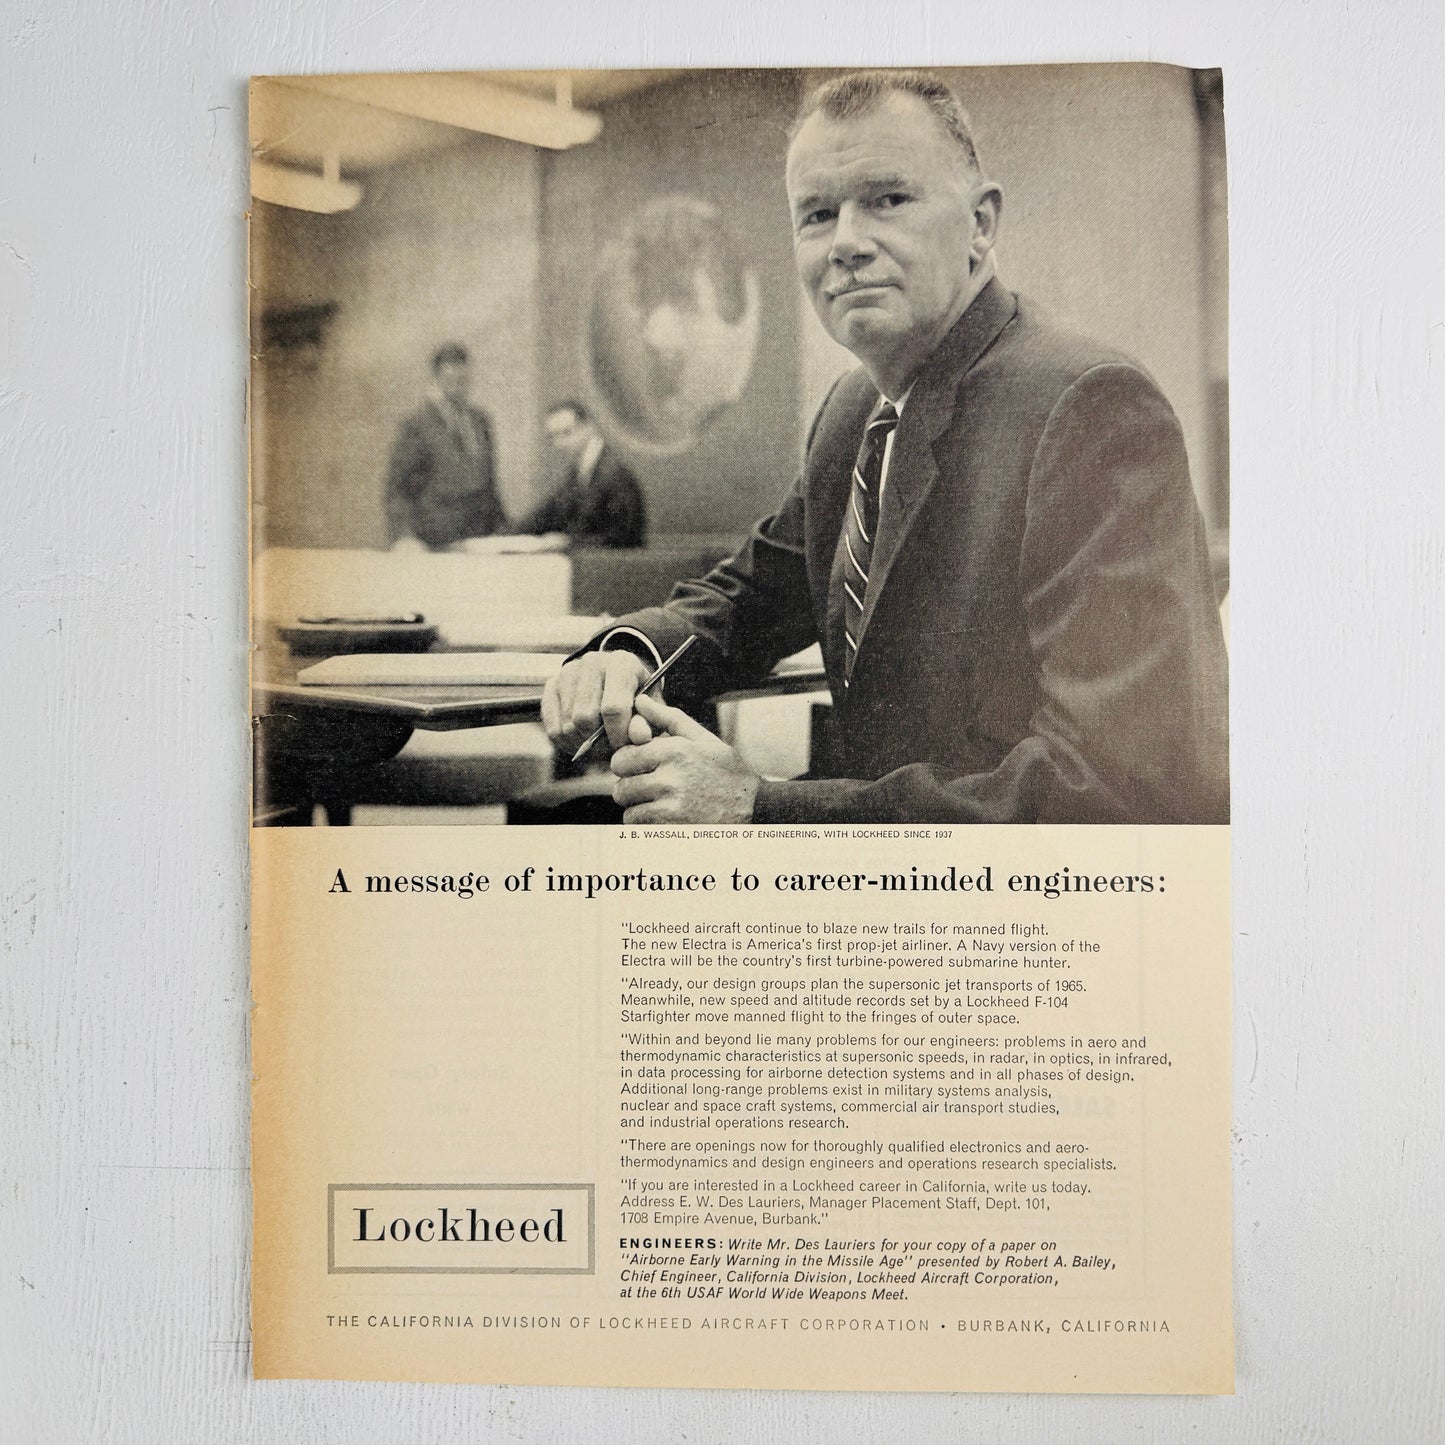 J. B. WASSALL, DIRECTOR OF ENGINEERING, WITH LOCKHEED SINCE 1937
A message of importance to career-minded engineers:
"Lockheed aircraft continue to blaze new trails for manned flight.
The new Electra is America's first prop-jet airliner. A Navy version of the
Electra will be the country's first turbine-powered submarine hunter.
"Already, our design groups plan the supersonic jet transports of 1965.
Meanwhile, new speed and altitude records set by a Lockheed F-104
Starfighter move manned flight to the fringes of outer space.
"Within and beyond lie many problems for our engineers: problems in aero and
thermodynamic characteristics at supersonic speeds, in radar, in optics, in infrared,
in data processing for airborne detection systems and in all phases of design.
Additional long-range problems exist in military systems analysis,
nuclear and space craft systems, commercial air transport studies,
and industrial operations research.
"There are openings now for thoroughly qualified electronics and aero-
thermodynamics and design engineers and operations research specialists.
"If you are interested in a Lockheed career in California, write us today.
Address E. W. Des Lauriers, Manager Placement Staff, Dept. 101,
1708 Empire Avenue, Burbank."
ENGINEERS: Write Mr. Des Lauriers for your copy of a paper on
"Airborne Early Warning in the Missile Age" presented by Robert A. Bailey,
Chief Engineer, California Division, Lockheed Aircraft Corporation,
at the 6th USAF World Wide Weapons Meet.
Lockheed
THE CALIFORNIA DIVISION OF LOCKHEED AIRCRAFT CORPORATION • BURBANK, CALIFORNIA